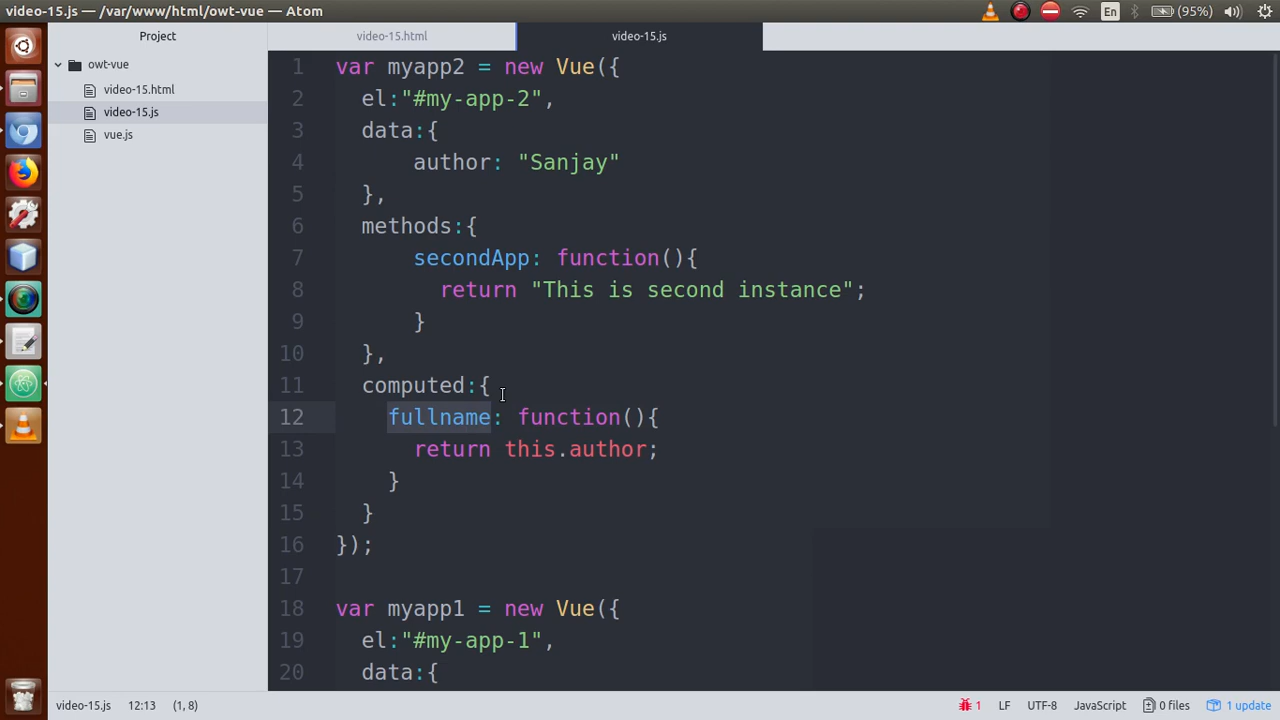 video-15.js — /var/www/html/owt-vue — Atom
En
(95%)
Project
owt-vue
video-15.html
video-15.js
vue.js
video-15.html
video-15.js
1 var myapp2 = new Vue({
2 el:"#my-app-2",
3 data:{
4 author: "Sanjay"
5 },
6 methods:{
7 secondApp: function(){
8 return "This is second instance";
9 }
10 },
11 computed:{
12 fullname: function(){
13 return this.author;
14 }
15 }
16 });
17
18 var myapp1 = new Vue({
19 el:"#my-app-1",
20 data:{
video-15.js 12:13 (1, 8) 1 LF UTF-8 JavaScript 0 files 1 update